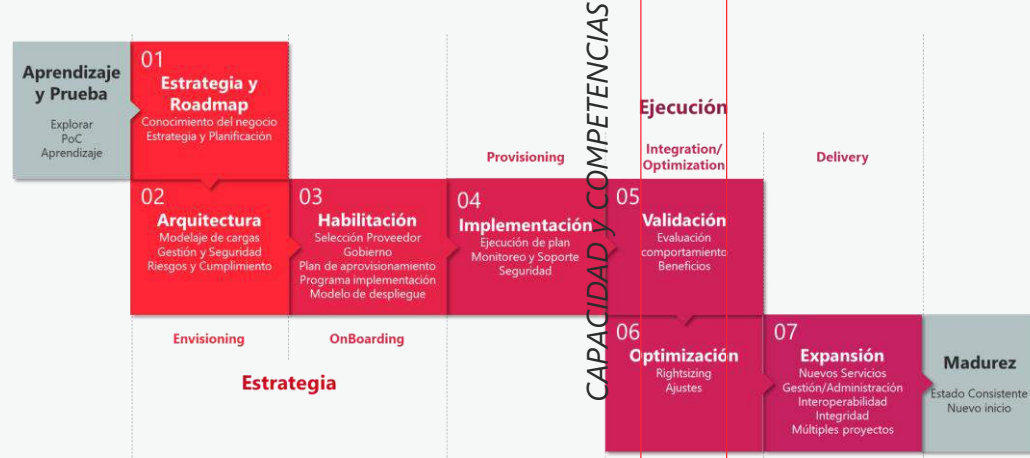 Aprendizaje
y Prueba
Explorar
PoC
Aprendizaje
01
Estrategia y
Roadmap
Conocimiento del negocio
Estrategia y Planificación
02
Arquitectura
Modelaje de cargas
Gestión y Seguridad
Riesgos y Cumplimiento
Envisioning
03
Habilitación
Selección Proveedor
Gobierno
Plan de aprovisionamiento
Programa implementación
Modelo de despliegue
OnBoarding
Estrategia
Provisioning
04
Implementación
Ejecución de plan
Monitoreo y Soporte
Seguridad
CAPACIDAD y COMPETENCIAS
Ejecución
Integration/
Optimization
05
Validación
Evaluación
comportamiento
Beneficios
06
Optimización
Rightsizing
Ajustes
Delivery
07
Expansión
Nuevos Servicios
Gestión/Administración
Interoperabilidad
Integridad
Múltiples proyectos
Madurez
Estado Consistente
Nuevo inicio